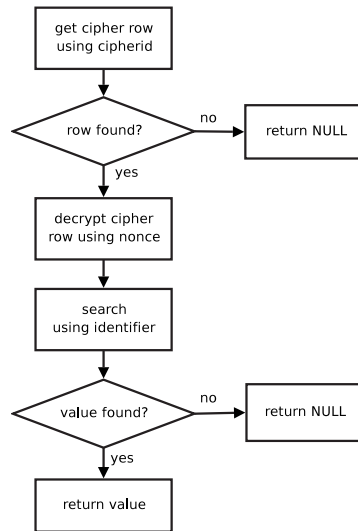 get cipher row
using cipherid
row found?
no
return NULL
yes
decrypt cipher
row using nonce
search
using identifier
value found?
no
return NULL
yes
return value